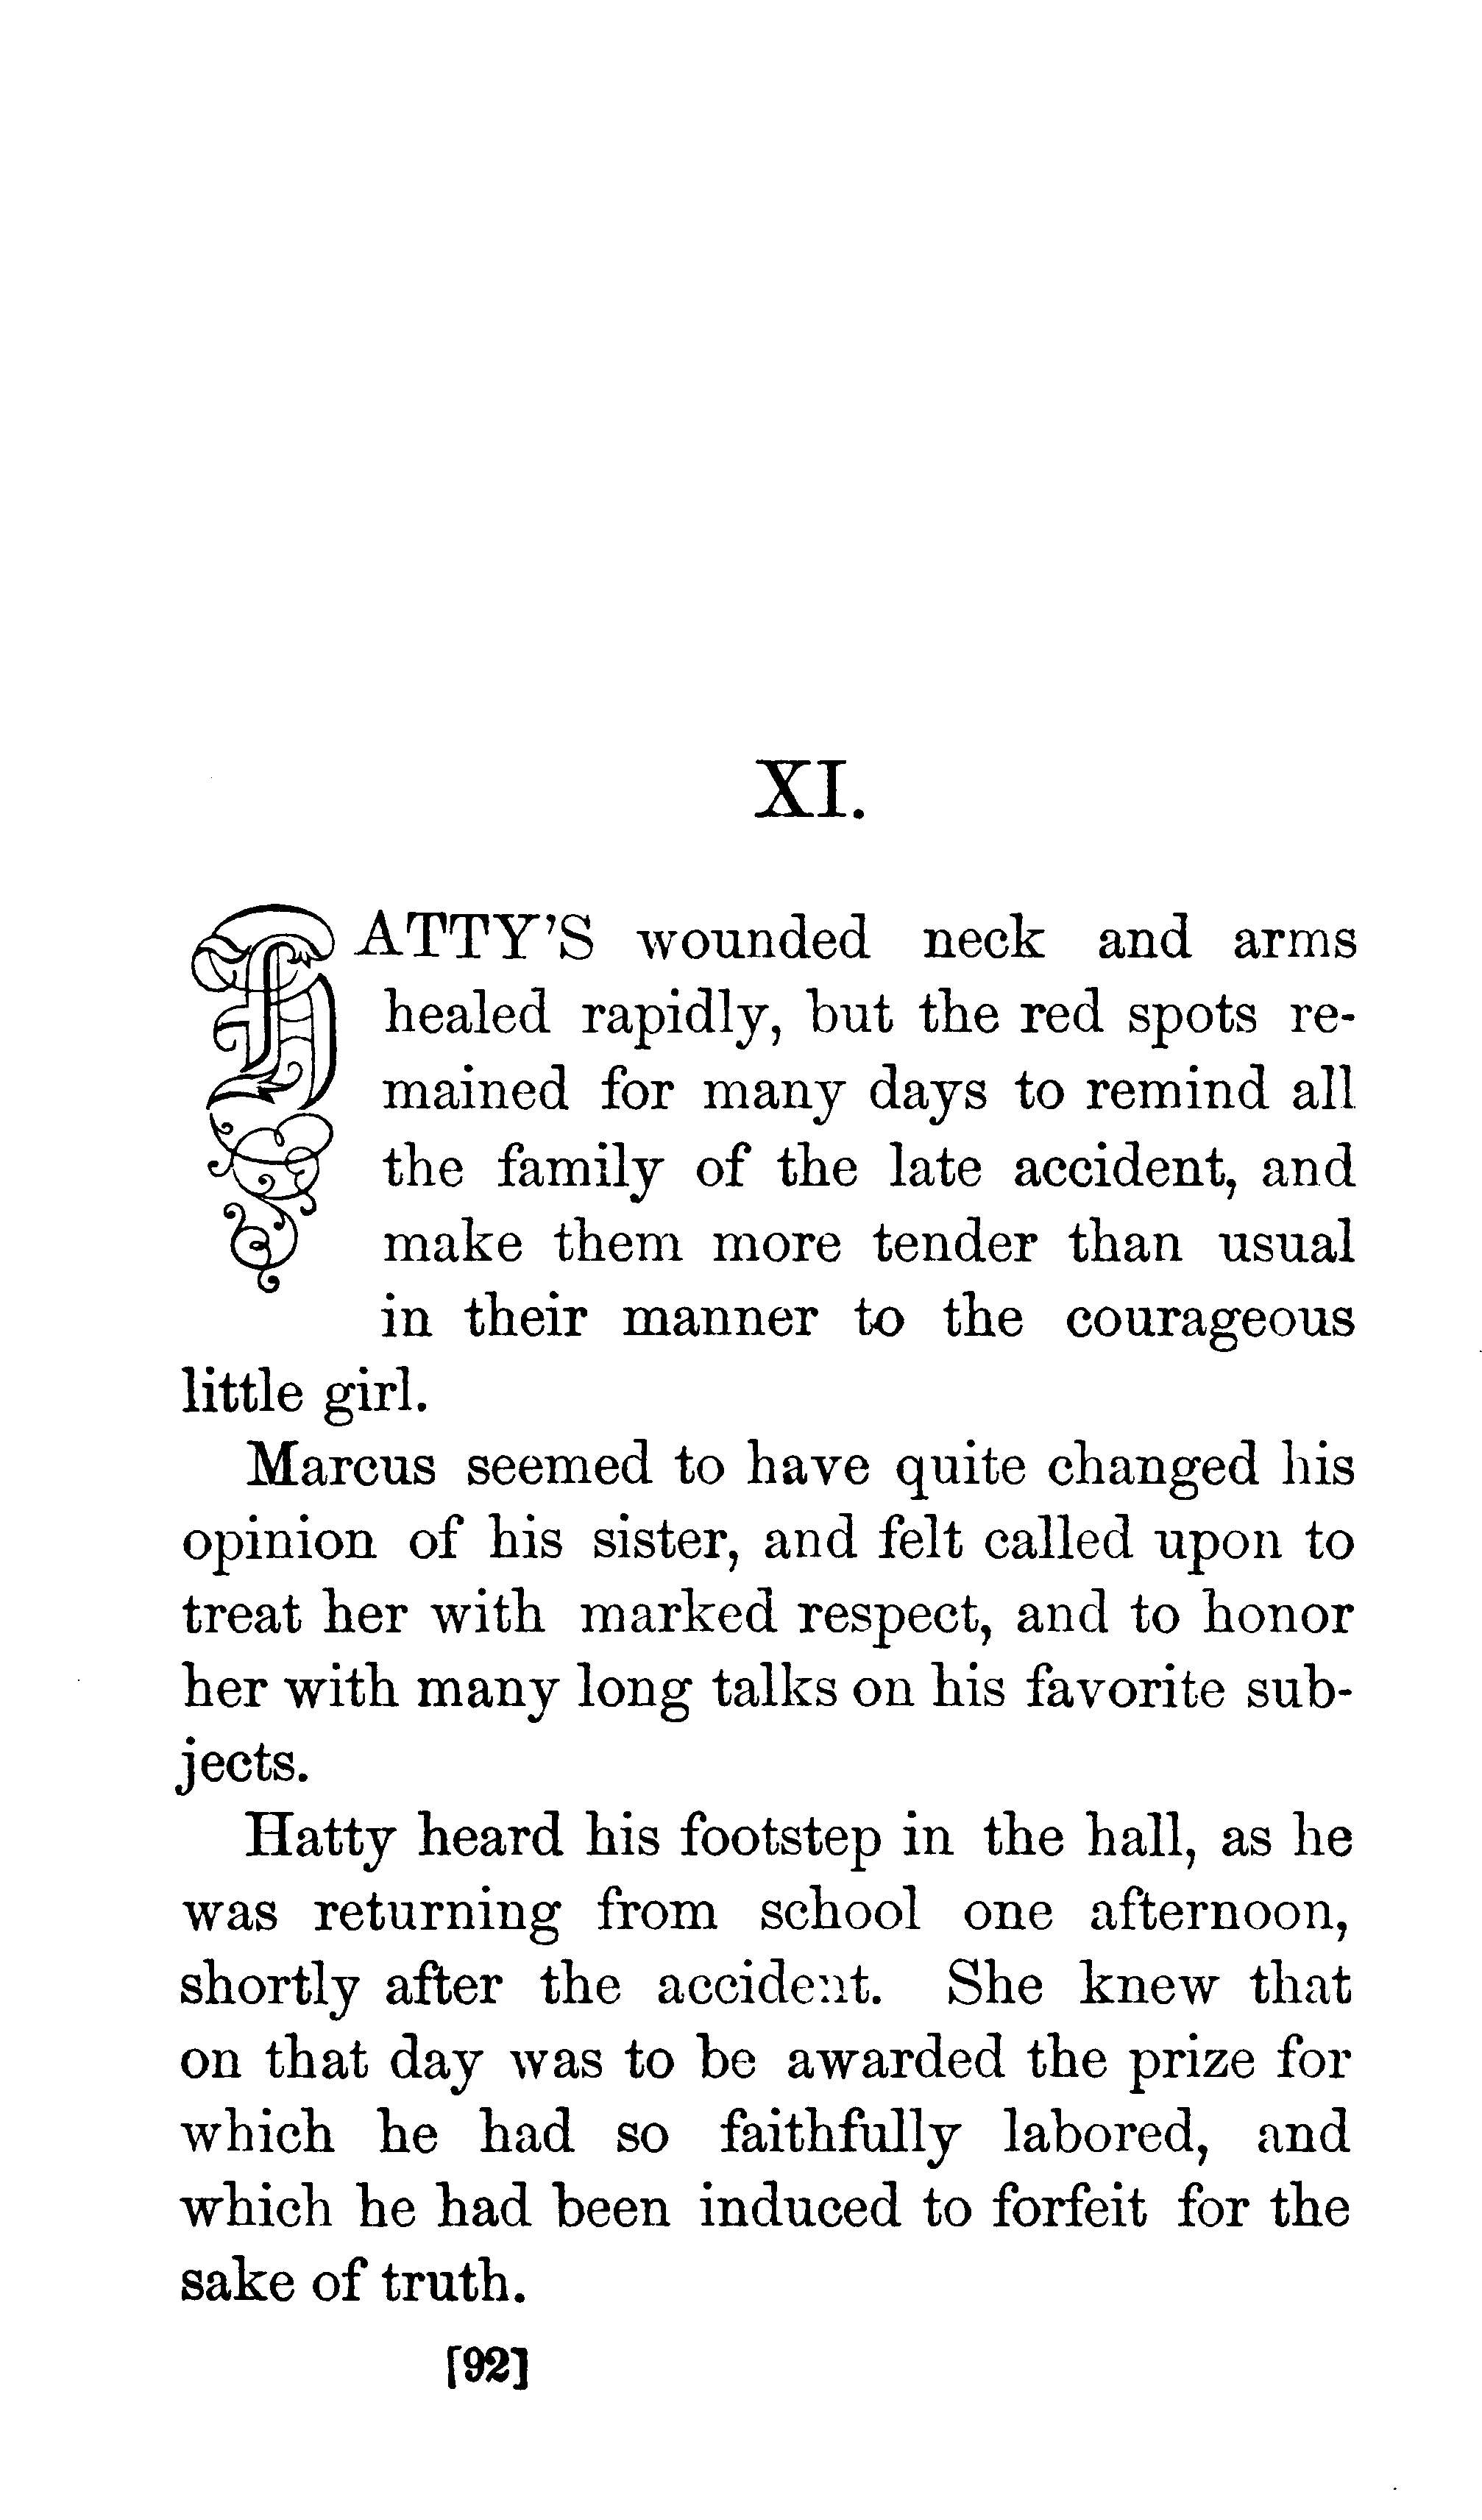 XI.
HATTY'S wounded neck and arms
healed rapidly, but the red spots re-
mained for many days to remind all
the family of the late accident, and
make them more tender than usual
in their manner to the courageous
little girl.
Marcus seemed to have quite changed his
opinion of his sister, and felt called upon to
treat her with marked respect, and to honor
her with many long talks on his favorite sub-
jects.
Hatty heard his footstep in the hall, as he
was returning from school one afternoon,
shortly after the accident. She knew that
on that day was to be awarded the prize for
which he had so faithfully labored, and
which he had been induced to forfeit for the
sake of truth.
[92]